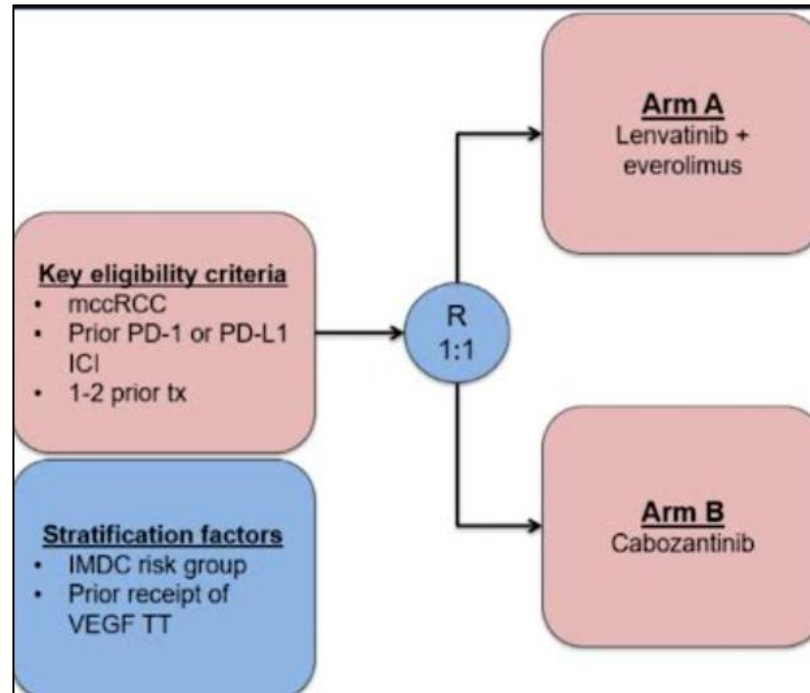 Key eligibility criteria
• mccRCC
• Prior PD-1 or PD-L1
ICI
• 1-2 prior tx
Stratification factors
• IMDC risk group
• Prior receipt of
VEGF TT
R
1:1
Arm A
Lenvatinib +
everolimus
Arm B
Cabozantinib